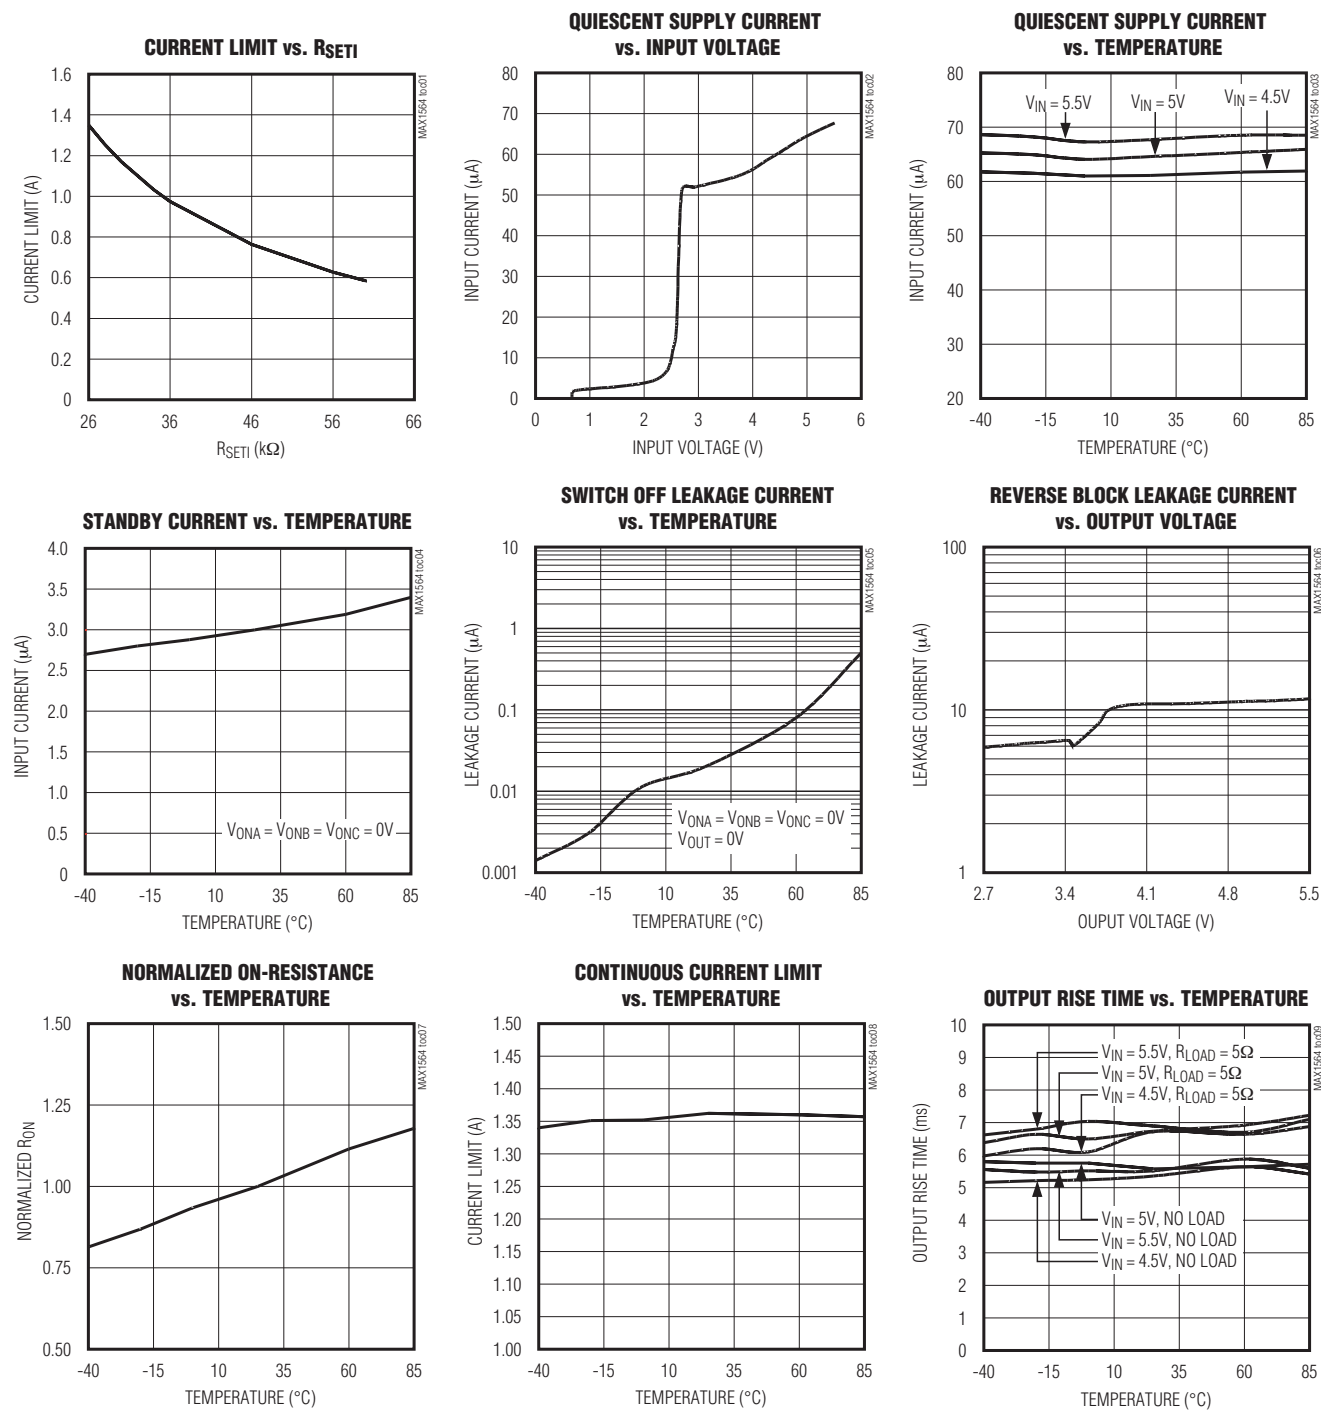 CURRENT LIMIT vs. RSETI
MAX1564 toc01
CURRENT LIMIT (A)
1.6
1.4
1.2
1.0
0.8
0.6
0.4
0.2
0
26 36 46 56 66
RSETI (kΩ)
QUIESCENT SUPPLY CURRENT
vs. INPUT VOLTAGE
MAX1564 toc02
INPUT CURRENT (μA)
80
70
60
50
40
30
20
10
0
0 1 2 3 4 5 6
INPUT VOLTAGE (V)
QUIESCENT SUPPLY CURRENT
vs. TEMPERATURE
MAX1564 toc03
INPUT CURRENT (μA)
80
70
60
50
40
30
20
VIN = 5.5V VIN = 5V VIN = 4.5V
-40 -15 10 35 60 85
TEMPERATURE (°C)
STANDBY CURRENT vs. TEMPERATURE
MAX1564 toc04
INPUT CURRENT (μA)
4.0
3.5
3.0
2.5
2.0
1.5
1.0
0.5
0
VONA = VONB = VONC = 0V
-40 -15 10 35 60 85
TEMPERATURE (°C)
SWITCH OFF LEAKAGE CURRENT
vs. TEMPERATURE
MAX1564 toc05
LEAKAGE CURRENT (μA)
10
1
0.1
0.01
0.001
VONA = VONB = VONC = 0V
VOUT = 0V
-40 -15 10 35 60 85
TEMPERATURE (°C)
REVERSE BLOCK LEAKAGE CURRENT
vs. OUTPUT VOLTAGE
MAX1564 toc06
LEAKAGE CURRENT (μA)
100
10
1
2.7 3.4 4.1 4.8 5.5
OUPUT VOLTAGE (V)
NORMALIZED ON-RESISTANCE
vs. TEMPERATURE
MAX1564 toc07
NORMALIZED RON
1.50
1.25
1.00
0.75
0.50
-40 -15 10 35 60 85
TEMPERATURE (°C)
CONTINUOUS CURRENT LIMIT
vs. TEMPERATURE
MAX1564 toc08
CURRENT LIMIT (A)
1.50
1.45
1.40
1.35
1.30
1.25
1.20
1.15
1.10
1.05
1.00
-40 -15 10 35 60 85
TEMPERATURE (°C)
OUTPUT RISE TIME vs. TEMPERATURE
MAX1564 toc09
OUTPUT RISE TIME (ms)
10
9
8
7
6
5
4
3
2
1
0
VIN = 5.5V, RLOAD = 5Ω
VIN = 5V, RLOAD = 5Ω
VIN = 4.5V, RLOAD = 5Ω
VIN = 5V, NO LOAD
VIN = 5.5V, NO LOAD
VIN = 4.5V, NO LOAD
-40 -15 10 35 60 85
TEMPERATURE (°C)